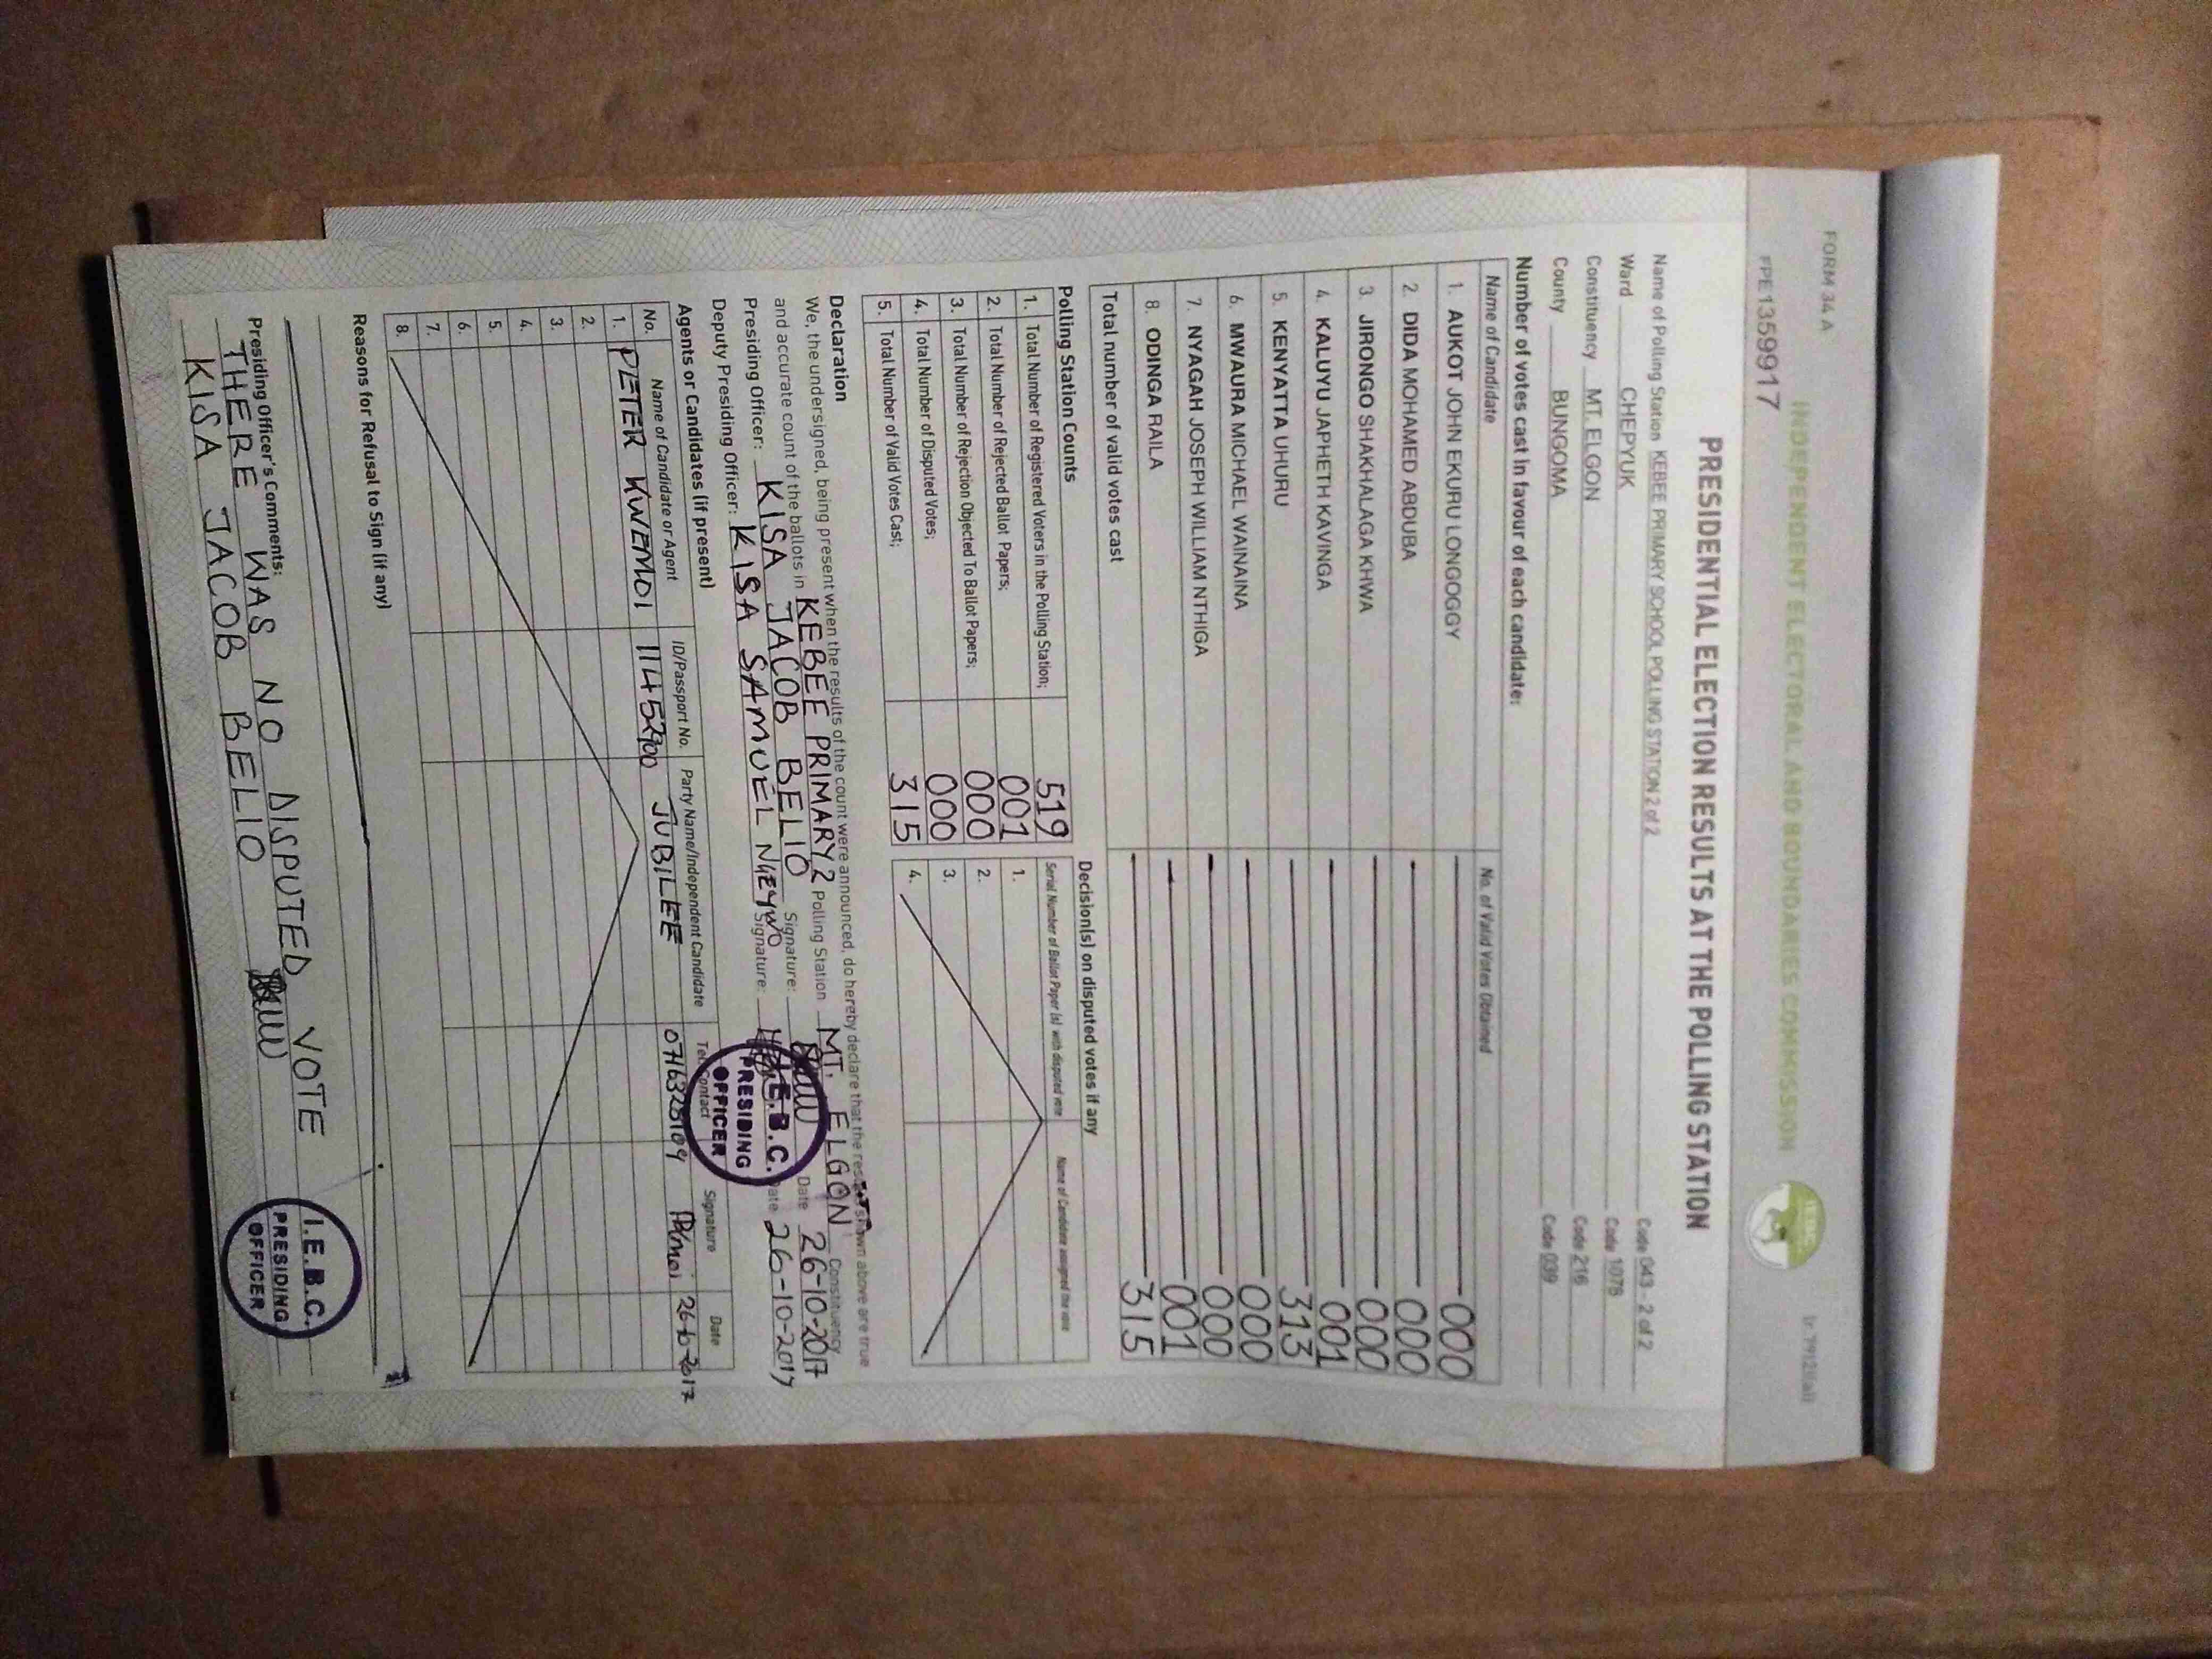 FORM 34 A
INDEPENDENT ELECTORAL AND BOUNDARIES COMMISSION
FPE1359917
PRESIDENTIAL ELECTION RESULTS AT THE POLLING STATION
Name of Polling Station KEBEE PRIMARY SCHOOL POLLING STATION 2 of 2 Code 043 - 2 of 2
Ward CHEPYUK Code 1078
Constituency MT. ELGON Code 216
County BUNGOMA Code 039
Number of votes cast in favour of each candidate:
Name of Candidate No. of Valid Votes Obtained
1. AUKOT JOHN EKURU LONGOGGY 000
2. DIDA MOHAMED ABDUBA 000
3. JIRONGO SHAKHALAGA KHWA 000
4. KALUYU JAPHETH KAVINGA 001
5. KENYATTA UHURU 313
6. MWAURA MICHAEL WAINAINA 000
7. NYAGAH JOSEPH WILLIAM NTHIGA 000
8. ODINGA RAILA 001
Total number of valid votes cast 315
Polling Station Counts
1. Total Number of Registered Voters in the Polling Station; 519
2. Total Number of Rejected Ballot Papers; 001
3. Total Number of Rejection Objected To Ballot Papers; 000
4. Total Number of Disputed Votes; 000
5. Total Number of Valid Votes Cast; 315
Decision(s) on disputed votes if any
Serial Number of Ballot Paper (s) with disputed vote Name of Candidate assigned the vote
1.
2.
3.
4.
Declaration
We, the undersigned, being present when the results of the count were announced, do hereby declare that the results shown above are true
and accurate count of the ballots in KEBEE PRIMARY 2 Polling Station MT. ELGON Constituency
Presiding Officer: KISA JACOB BELIO Signature: Date 26-10-2017
Deputy Presiding Officer: KISA SAMUEL NGEYWO Signature: Date 26-10-2017
I.E.B.C.
PRESIDING
OFFICER
Agents or Candidates (if present)
No. Name of Candidate or Agent ID/Passport No. Party Name/Independent Candidate Tel. Contact Signature Date
1. PETER KWEMOI 11452900 JUBILEE 0716328109 26-10-2017
2.
3.
4.
5.
6.
7.
8.
Reasons for Refusal to Sign (if any)
Presiding Officer's Comments:
THERE WAS NO DISPUTED VOTE
KISA JACOB BELIO
I.E.B.C.
PRESIDING
OFFICER